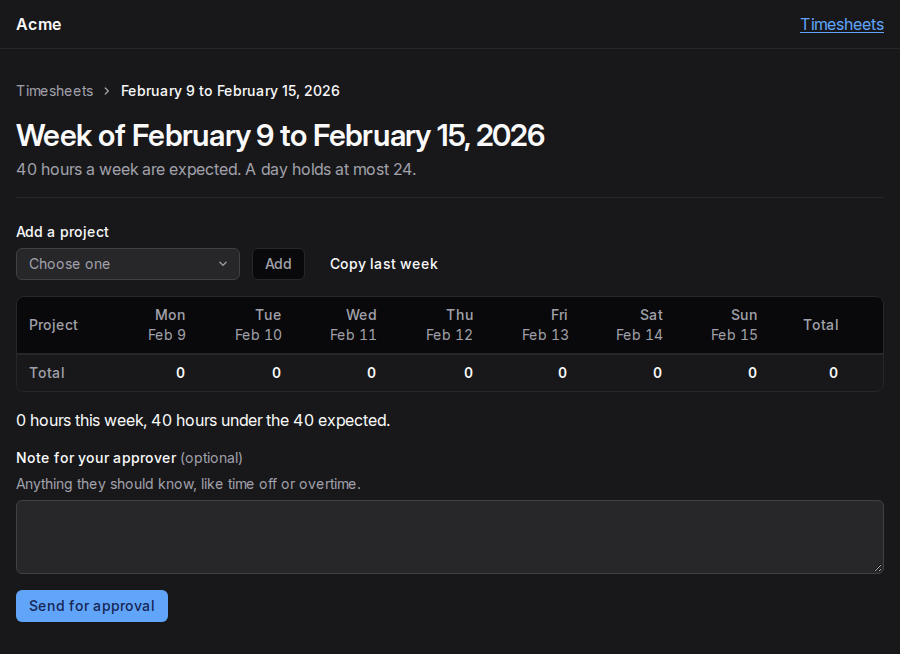 Acme Timesheets
Timesheets > February 9 to February 15, 2026
Week of February 9 to February 15, 2026
40 hours a week are expected. A day holds at most 24.
Add a project
Choose one Add Copy last week
Project Mon Feb 9 Tue Feb 10 Wed Feb 11 Thu Feb 12 Fri Feb 13 Sat Feb 14 Sun Feb 15 Total
Total 0 0 0 0 0 0 0 0
0 hours this week, 40 hours under the 40 expected.
Note for your approver (optional)
Anything they should know, like time off or overtime.
Send for approval